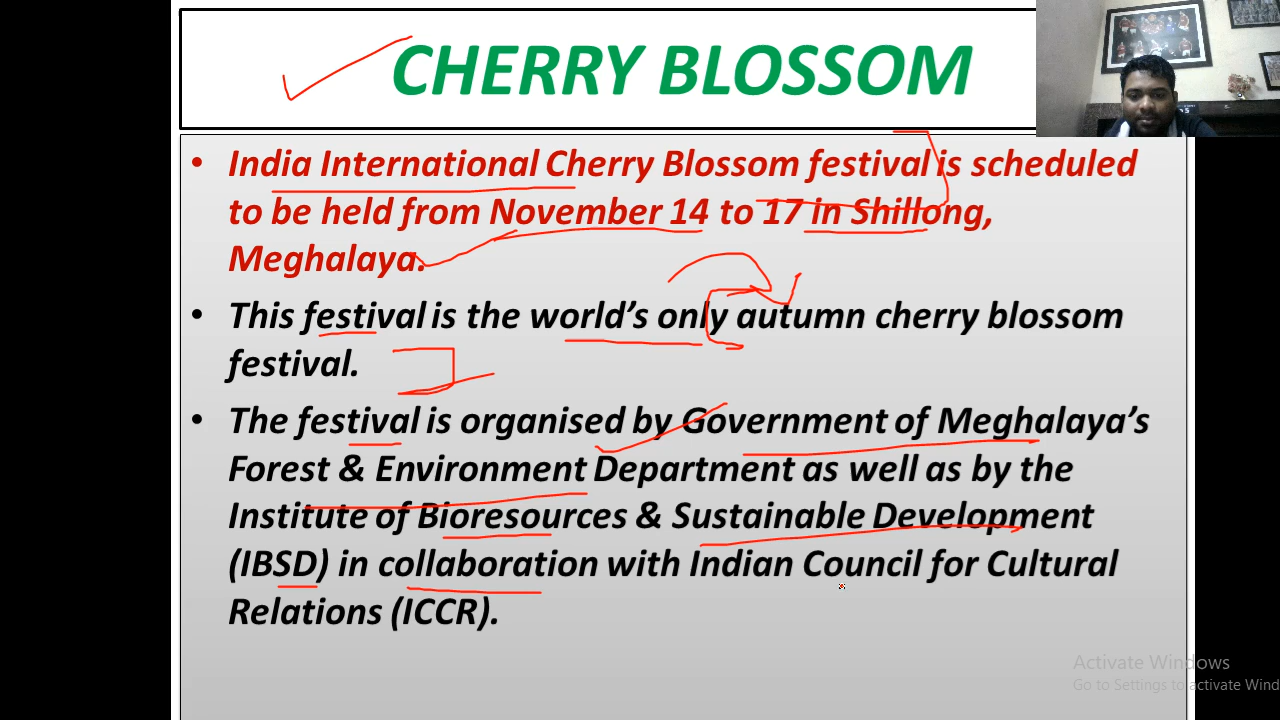 CHERRY BLOSSOM
• India International Cherry Blossom festival is scheduled
to be held from November 14 to 17 in Shillong,
Meghalaya.
• This festival is the world's only autumn cherry blossom
festival.
• The festival is organised by Government of Meghalaya's
Forest & Environment Department as well as by the
Institute of Bioresources & Sustainable Development
(IBSD) in collaboration with Indian Council for Cultural
Relations (ICCR).
Activate Windows
Go to Settings to activate Wind